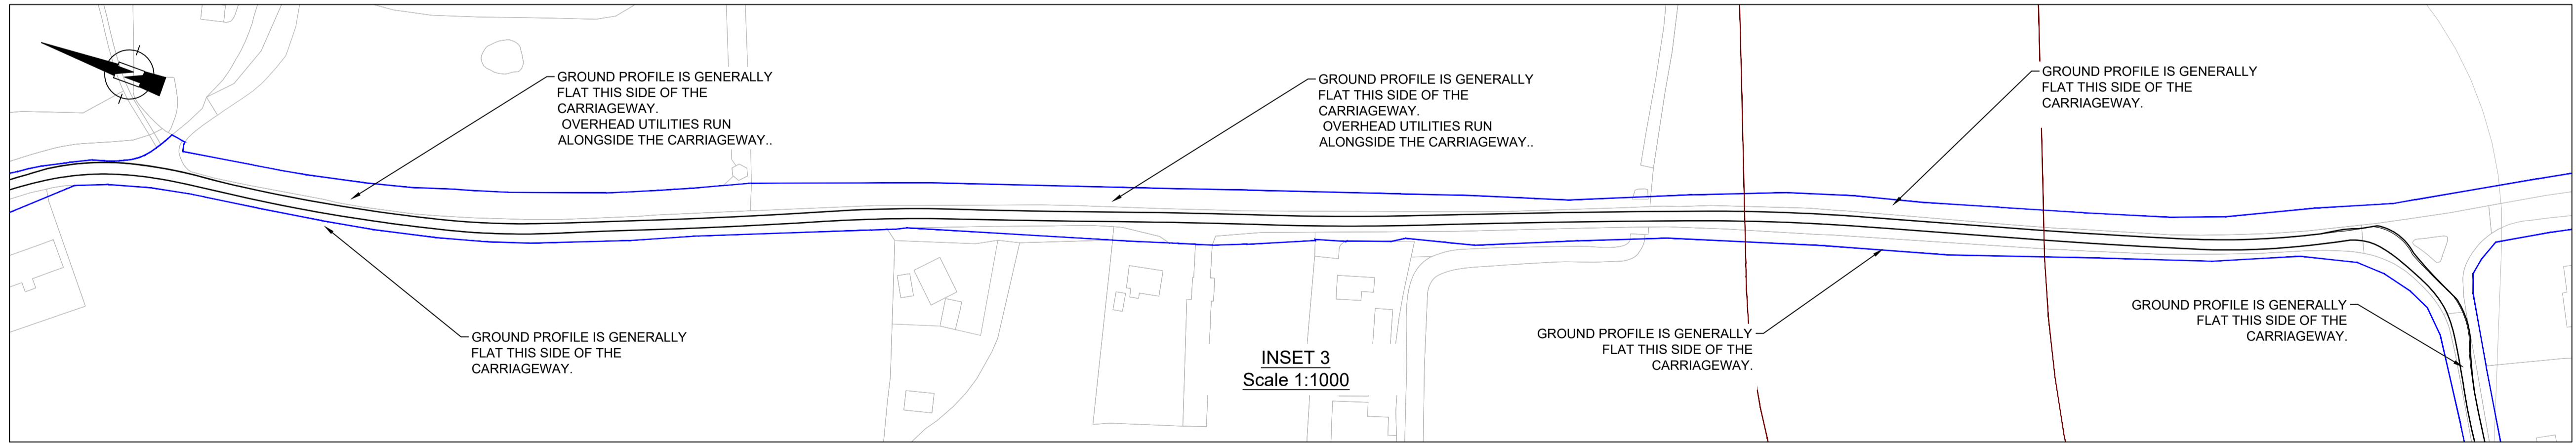 N
GROUND PROFILE IS GENERALLY
FLAT THIS SIDE OF THE
CARRIAGEWAY.
OVERHEAD UTILITIES RUN
ALONGSIDE THE CARRIAGEWAY..
GROUND PROFILE IS GENERALLY
FLAT THIS SIDE OF THE
CARRIAGEWAY.
OVERHEAD UTILITIES RUN
ALONGSIDE THE CARRIAGEWAY..
GROUND PROFILE IS GENERALLY
FLAT THIS SIDE OF THE
CARRIAGEWAY.
GROUND PROFILE IS GENERALLY
FLAT THIS SIDE OF THE
CARRIAGEWAY.
INSET 3
Scale 1:1000
GROUND PROFILE IS GENERALLY
FLAT THIS SIDE OF THE
CARRIAGEWAY.
GROUND PROFILE IS GENERALLY
FLAT THIS SIDE OF THE
CARRIAGEWAY.